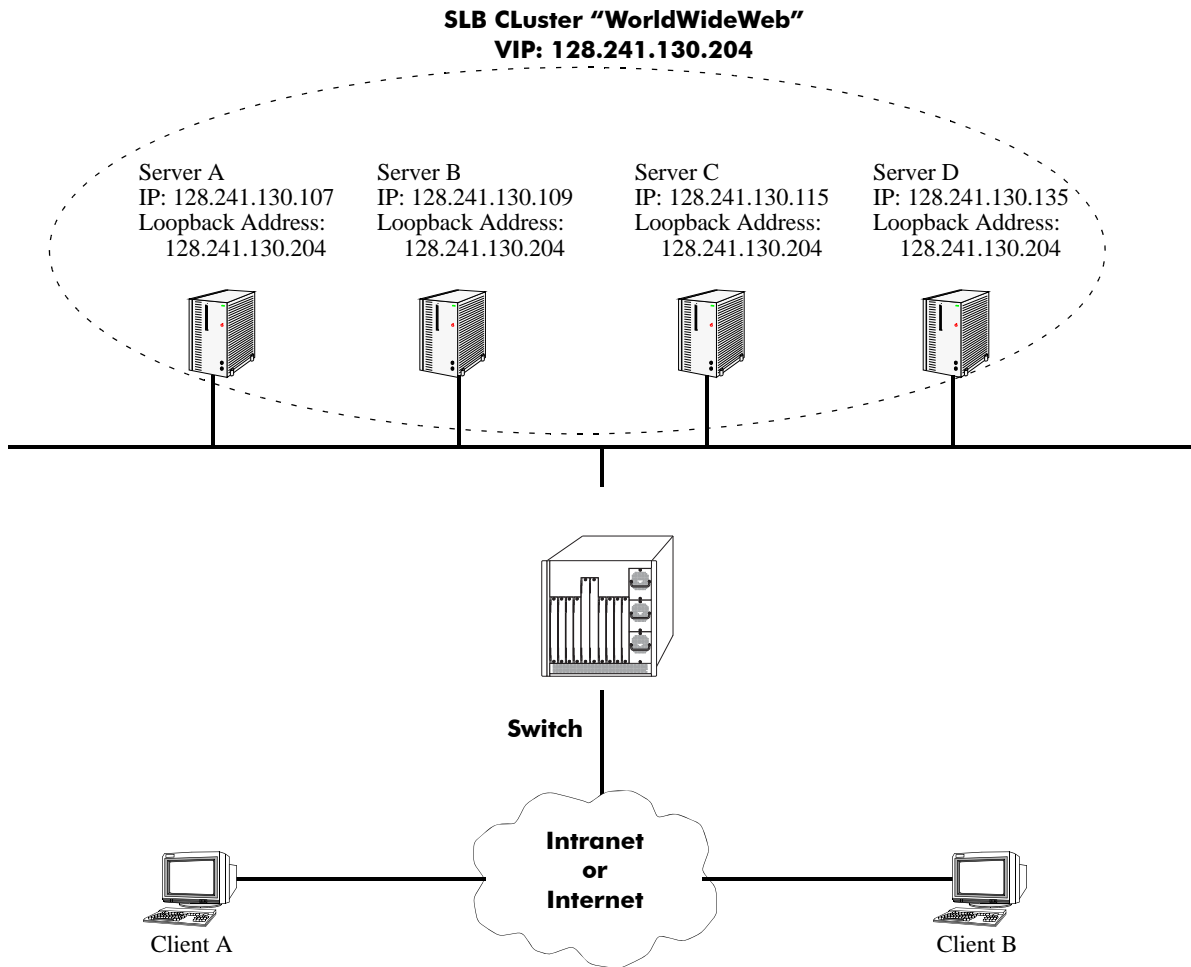 SLB CLuster “WorldWideWeb”
VIP: 128.241.130.204
Server A
IP: 128.241.130.107
Loopback Address:
128.241.130.204
Server B
IP: 128.241.130.109
Loopback Address:
128.241.130.204
Server C
IP: 128.241.130.115
Loopback Address:
128.241.130.204
Server D
IP: 128.241.130.135
Loopback Address:
128.241.130.204
Switch
Intranet
or
Internet
Client A
Client B